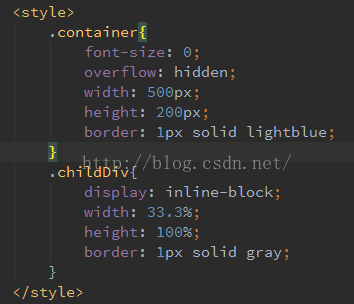 <style>
.container{
font-size: 0;
overflow: hidden;
width: 500px;
height: 200px;
border: 1px solid lightblue;
}
http://blog.csdn.net/
.childDiv{
display: inline-block;
width: 33.3%;
height: 100%;
border: 1px solid gray;
}
</style>